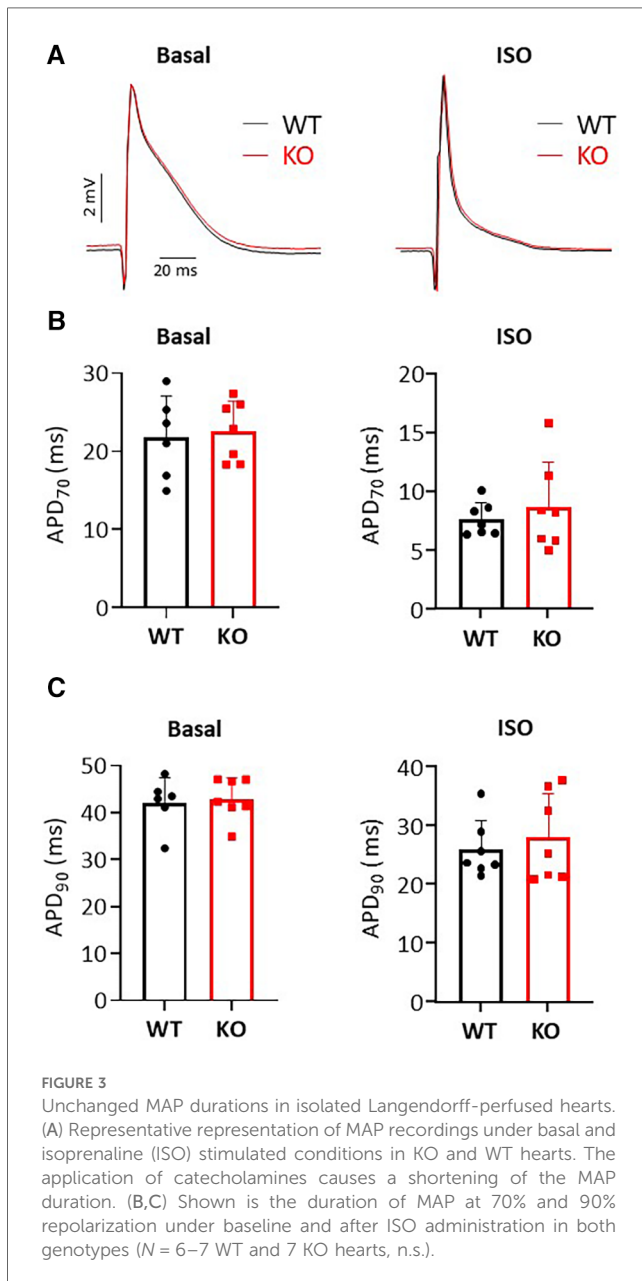 A
Basal
ISO
WT
KO
WT
KO
2 mV
20 ms
B
Basal
ISO
APD70 (ms)
30
20
10
0
WT KO
APD70 (ms)
20
15
10
5
0
WT KO
C
Basal
ISO
APD90 (ms)
50
40
30
20
10
0
WT KO
APD90 (ms)
40
30
20
10
0
WT KO
FIGURE 3
Unchanged MAP durations in isolated Langendorff-perfused hearts.
(A) Representative representation of MAP recordings under basal and
isoprenaline (ISO) stimulated conditions in KO and WT hearts. The
application of catecholamines causes a shortening of the MAP
duration. (B,C) Shown is the duration of MAP at 70% and 90%
repolarization under baseline and after ISO administration in both
genotypes (N = 6–7 WT and 7 KO hearts, n.s.).